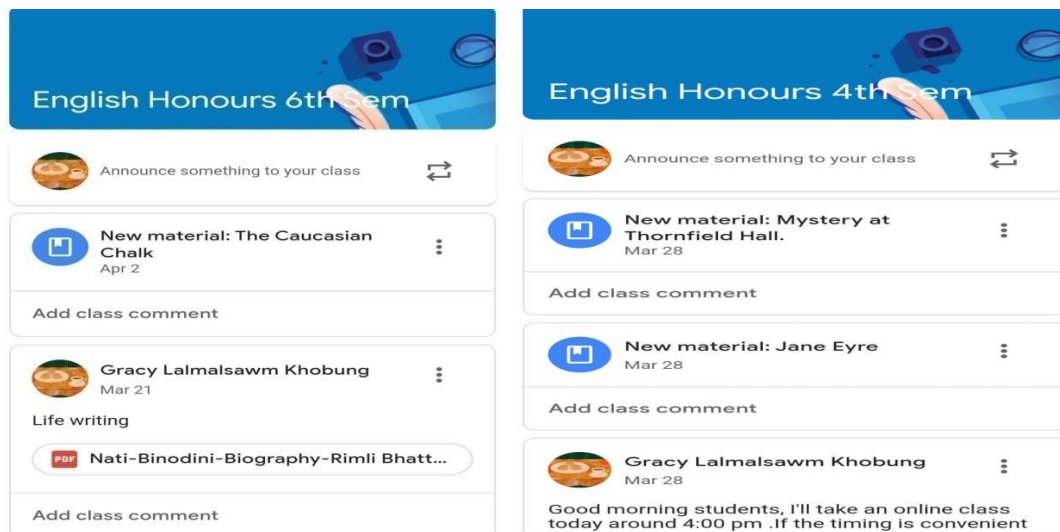 English Honours 6th Sem
Announce something to your class
New material: The Caucasian
Chalk
Apr 2
Add class comment
Gracy Lalmalsawm Khobung
Mar 21
Life writing
PDF Nati-Binodini-Biography-Rimli Bhatt...
Add class comment
English Honours 4th Sem
Announce something to your class
New material: Mystery at
Thornfield Hall.
Mar 28
Add class comment
New material: Jane Eyre
Mar 28
Add class comment
Gracy Lalmalsawm Khobung
Mar 28
Good morning students, I'll take an online class
today around 4:00 pm .If the timing is convenient